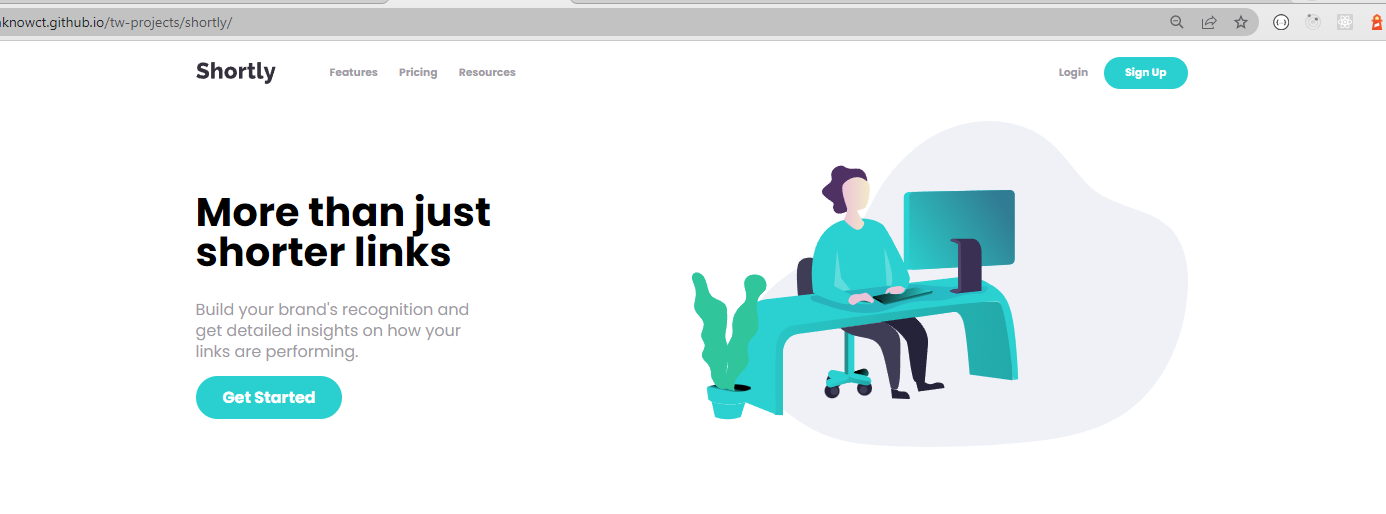 nknowct.github.io/tw-projects/shortly/
Shortly
Features
Pricing
Resources
Login
Sign Up
More than just
shorter links
Build your brand's recognition and
get detailed insights on how your
links are performing.
Get Started